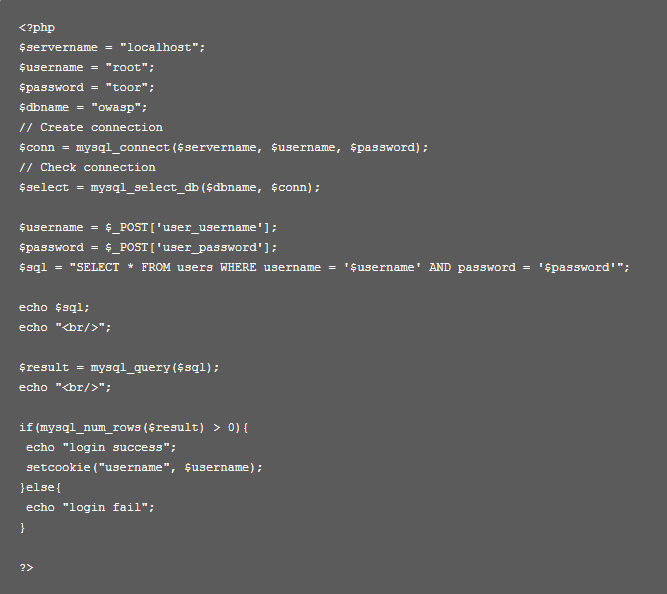 <?php
$servername = "localhost";
$username = "root";
$password = "toor";
$dbname = "owasp";
// Create connection
$conn = mysql_connect($servername, $username, $password);
// Check connection
$select = mysql_select_db($dbname, $conn);

$username = $_POST['user_username'];
$password = $_POST['user_password'];
$sql = "SELECT * FROM users WHERE username = '$username' AND password = '$password'";

echo $sql;
echo "<br/>";

$result = mysql_query($sql);
echo "<br/>";

if(mysql_num_rows($result) > 0){
 echo "login success";
 setcookie("username", $username);
}else{
 echo "login fail";
}

?>